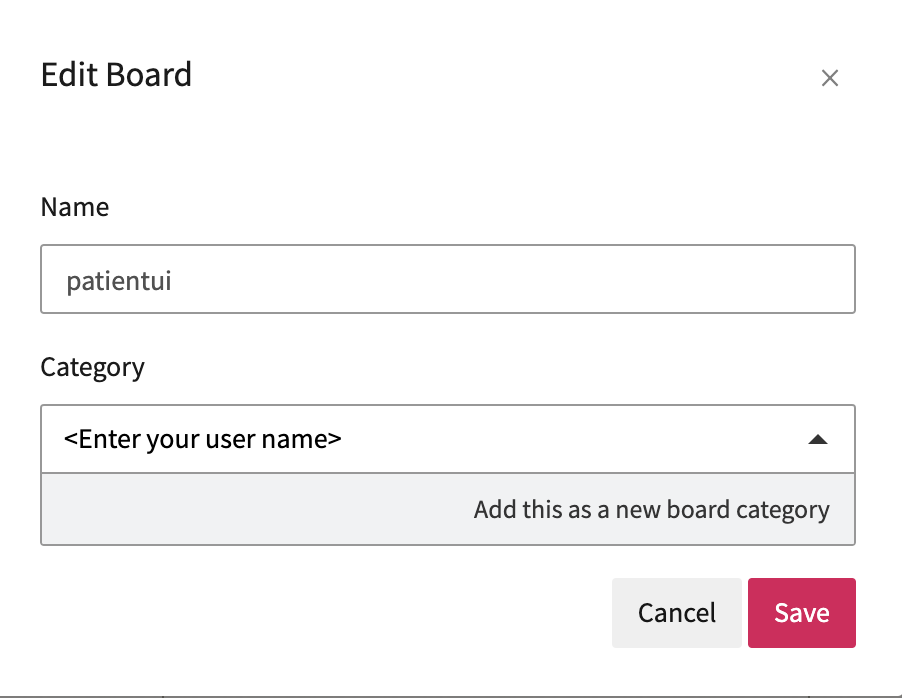 Edit Board
Name
patientui
Category
<Enter your user name>
Add this as a new board category
Cancel
Save